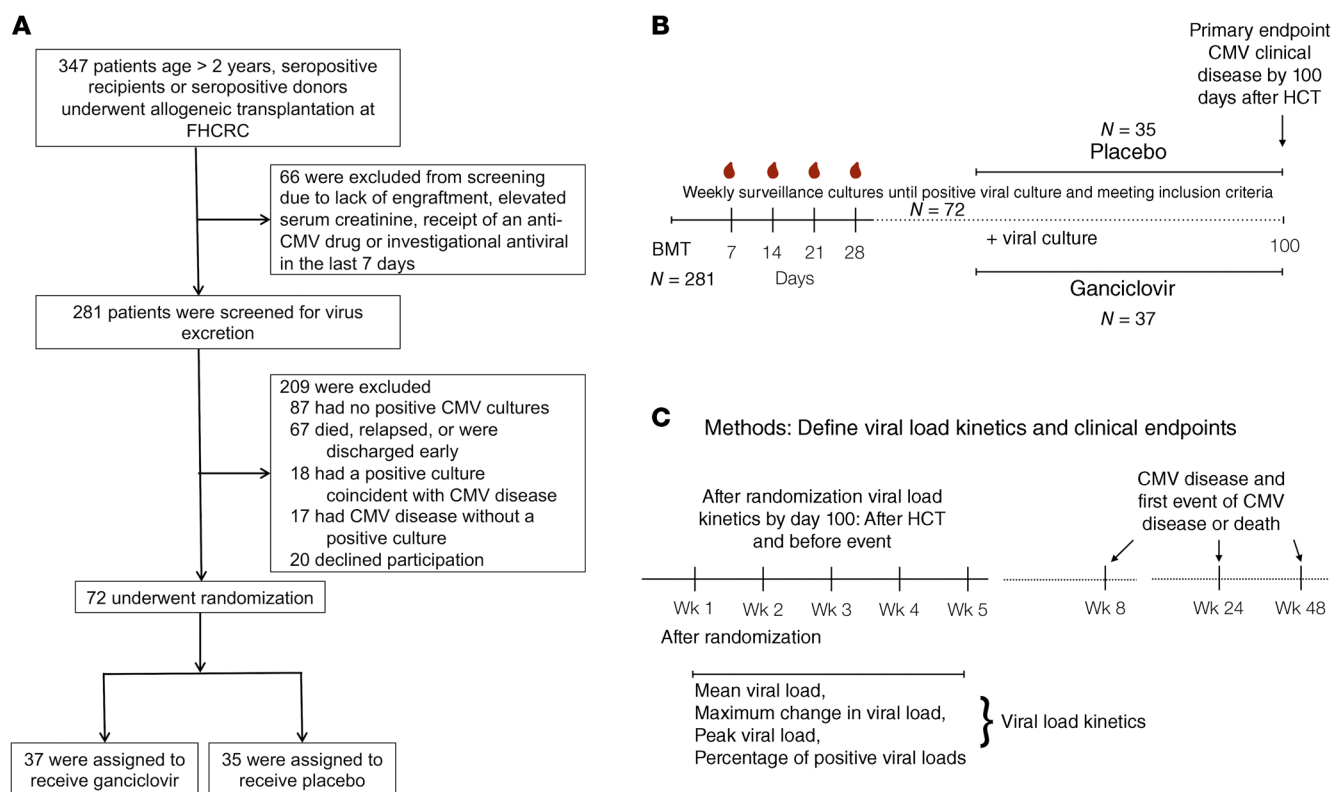 A
347 patients age > 2 years, seropositive
recipients or seropositive donors
underwent allogeneic transplantation at
FHCRC
66 were excluded from screening
due to lack of engraftment, elevated
serum creatinine, receipt of an anti-
CMV drug or investigational antiviral
in the last 7 days
281 patients were screened for virus
excretion
209 were excluded
87 had no positive CMV cultures
67 died, relapsed, or were
discharged early
18 had a positive culture
coincident with CMV disease
17 had CMV disease without a
positive culture
20 declined participation
72 underwent randomization
37 were assigned to
receive ganciclovir
35 were assigned to
receive placebo
B
Primary endpoint
CMV clinical
disease by 100
days after HCT
N = 35
Placebo
Weekly surveillance cultures until positive viral culture and meeting inclusion criteria
N = 72
+ viral culture
BMT 7 14 21 28 100
N = 281 Days
Ganciclovir
N = 37
C
Methods: Define viral load kinetics and clinical endpoints
After randomization viral load
kinetics by day 100: After HCT
and before event
CMV disease and
first event of CMV
disease or death
Wk 1 Wk 2 Wk 3 Wk 4 Wk 5 Wk 8 Wk 24 Wk 48
After randomization
Mean viral load,
Maximum change in viral load,
Peak viral load,
Percentage of positive viral loads
} Viral load kinetics